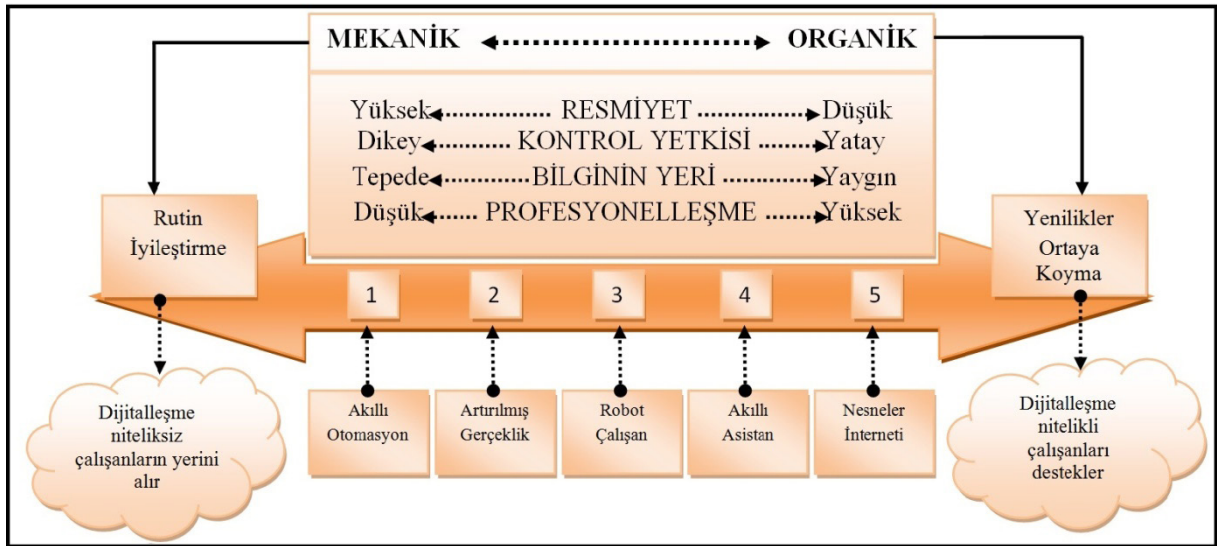 MEKANİK ORGANİK
Yüksek RESMİYET Düşük
Dikey KONTROL YETKİSİ Yatay
Tepede BİLGİNİN YERİ Yaygın
Düşük PROFESYONELLEŞME Yüksek
Rutin
İyileştirme
Yenilikler
Ortaya
Koyma
1 2 3 4 5
Akıllı
Otomasyon
Artırılmış
Gerçeklik
Robot
Çalışan
Akıllı
Asistan
Nesneler
İnterneti
Dijitalleşme
niteliksiz
çalışanların yerini
alır
Dijitalleşme
nitelikli
çalışanları
destekler